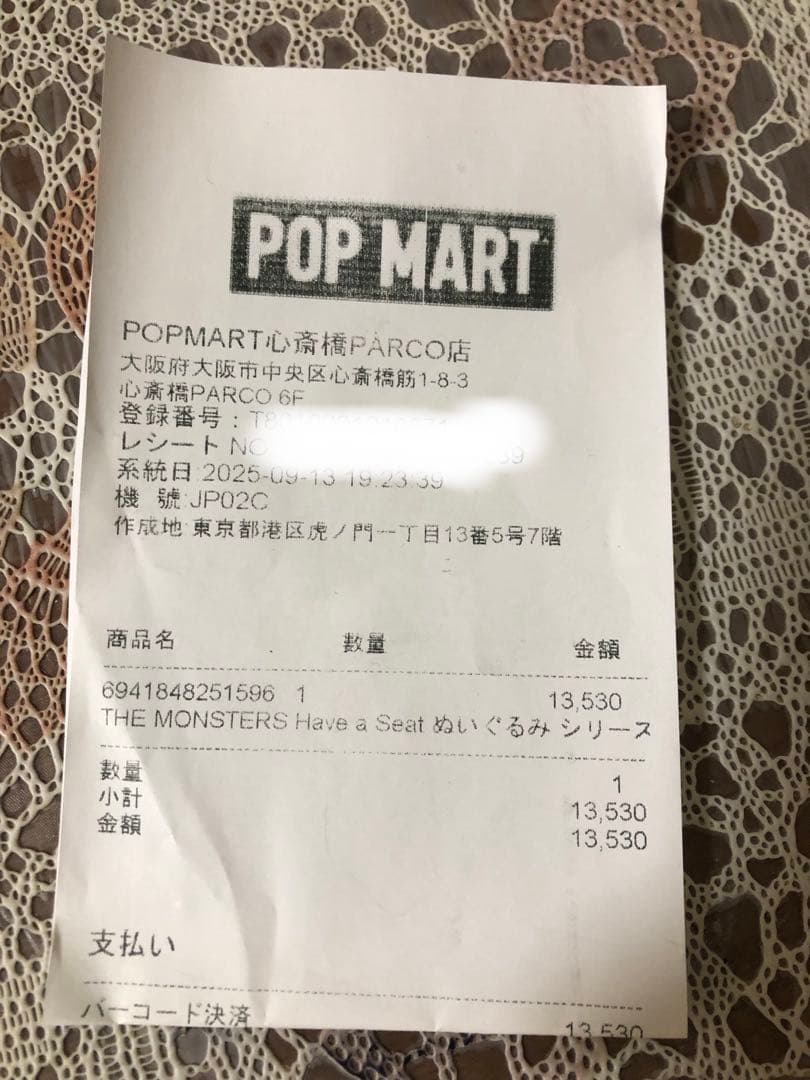 POP MART
POPMART心斎橋PARCO店
大阪府大阪市中央区心斎橋筋1-8-3
心斎橋PARCO 6F
登録番号:
レシート NO
系統日:2025-09-13 19:23:39
機 號:JP02C
作成地:東京都港区虎ノ門一丁目13番5号7階
商品名 數量 金額
6941848251596 1 13,530
THE MONSTERS Have a Seat ぬいぐるみ シリーズ
數量 1
小計 13,530
金額 13,530
支払い
バーコード決済 13,530